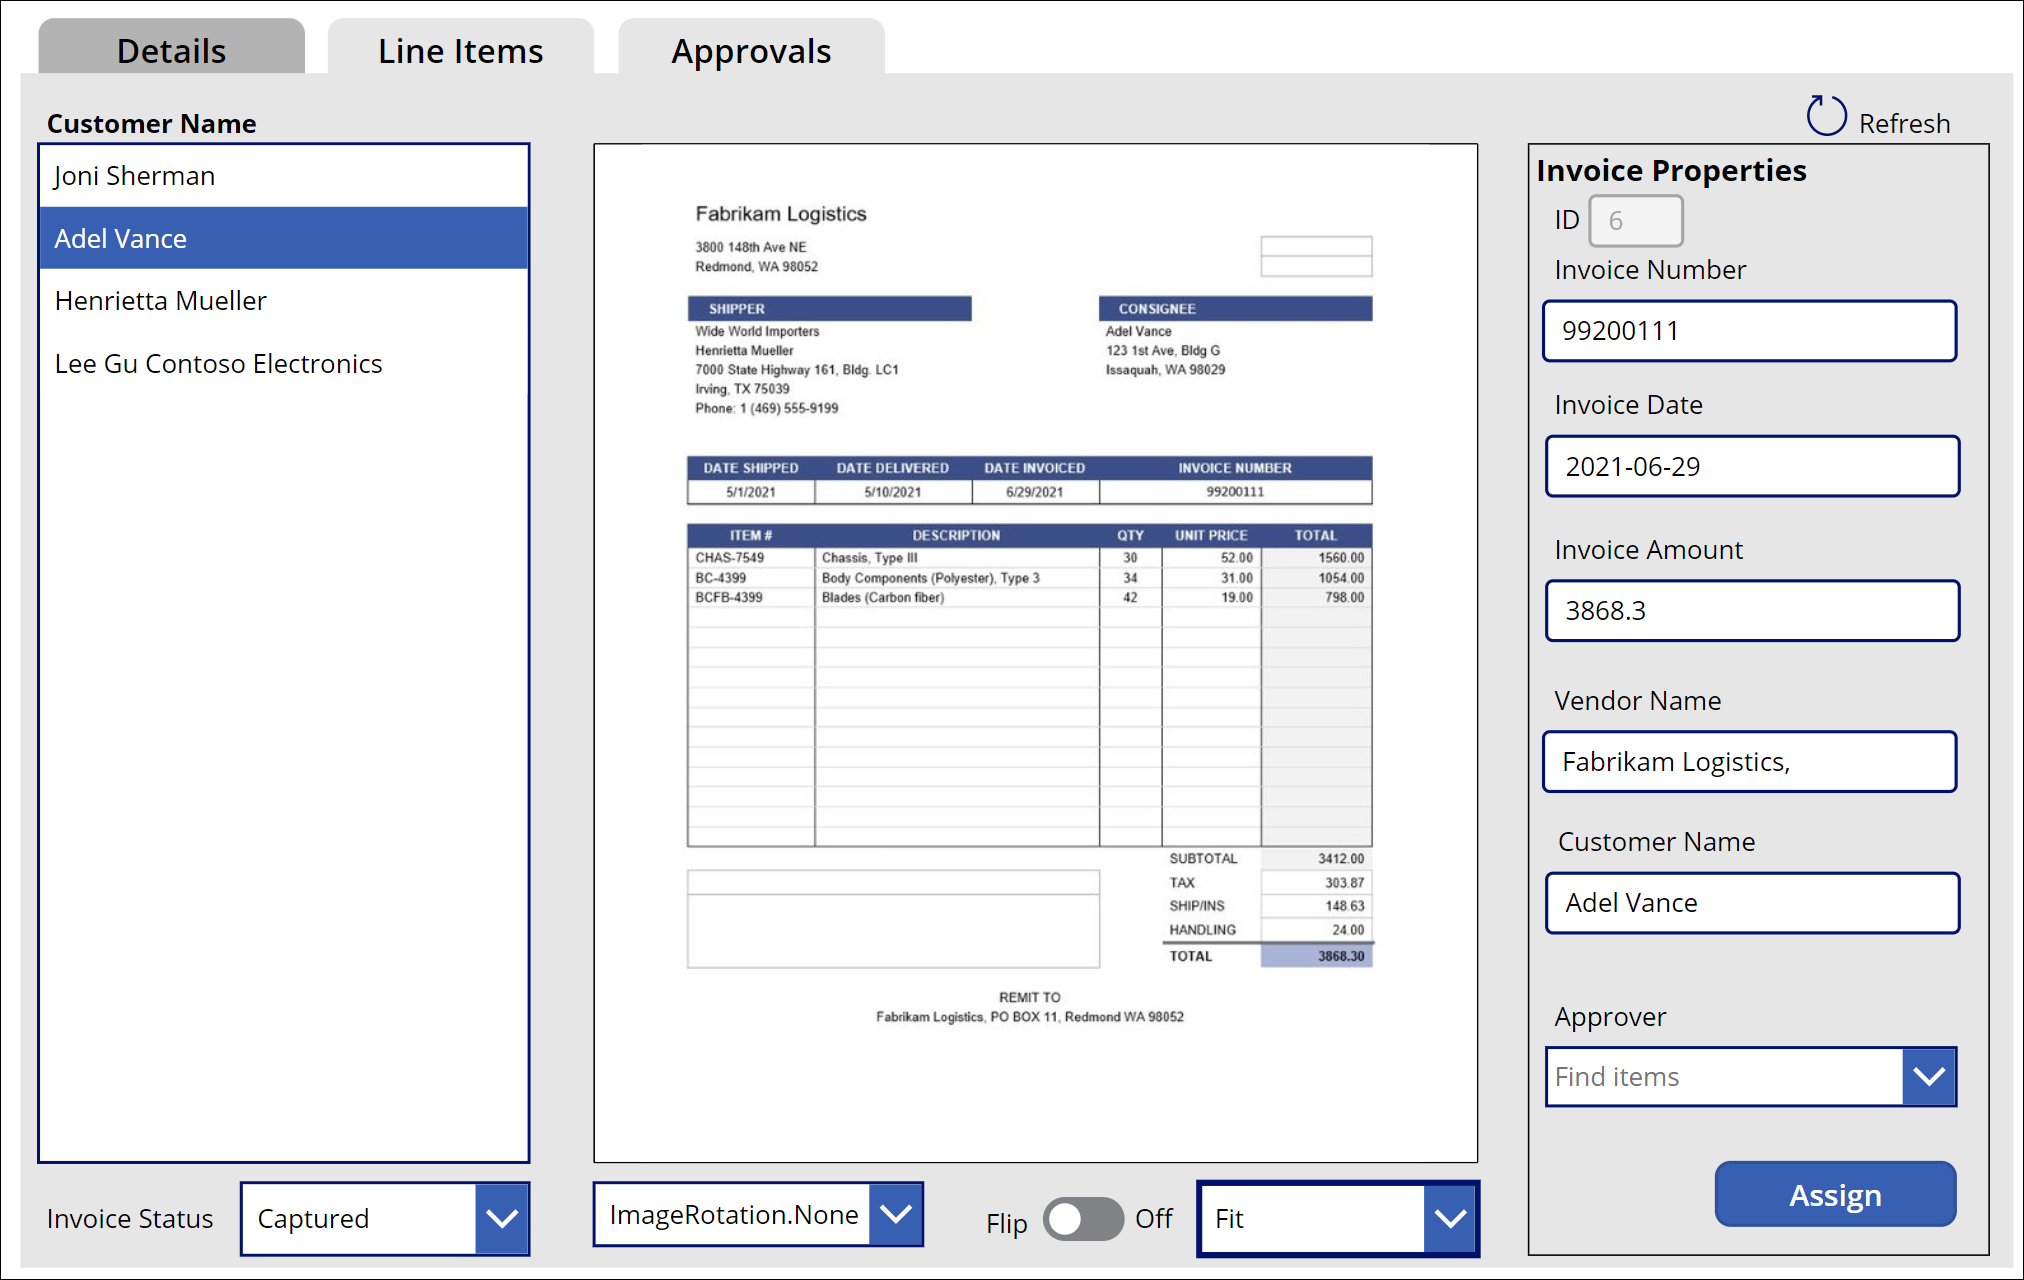 Details Line Items Approvals
Refresh
Customer Name
Joni Sherman
Adel Vance
Henrietta Mueller
Lee Gu Contoso Electronics
Invoice Status Captured
Fabrikam Logistics
3800 148th Ave NE
Redmond, WA 98052
SHIPPER
Wide World Importers
Henrietta Mueller
7000 State Highway 161, Bldg. LC1
Irving, TX 75039
Phone: 1 (469) 555-9199
CONSIGNEE
Adel Vance
123 1st Ave, Bldg G
Issaquah, WA 98029
DATE SHIPPED DATE DELIVERED DATE INVOICED INVOICE NUMBER
5/1/2021 5/10/2021 6/29/2021 99200111
ITEM # DESCRIPTION QTY UNIT PRICE TOTAL
CHAS-7549 Chassis, Type III 30 52.00 1560.00
BC-4399 Body Components (Polyester), Type 3 34 31.00 1054.00
BCFB-4399 Blades (Carbon fiber) 42 19.00 798.00
SUBTOTAL 3412.00
TAX 303.87
SHIP/INS 148.63
HANDLING 24.00
TOTAL 3868.30
REMIT TO
Fabrikam Logistics, PO BOX 11, Redmond WA 98052
ImageRotation.None Flip Off Fit
Invoice Properties
ID 6
Invoice Number
99200111
Invoice Date
2021-06-29
Invoice Amount
3868.3
Vendor Name
Fabrikam Logistics,
Customer Name
Adel Vance
Approver
Find items
Assign